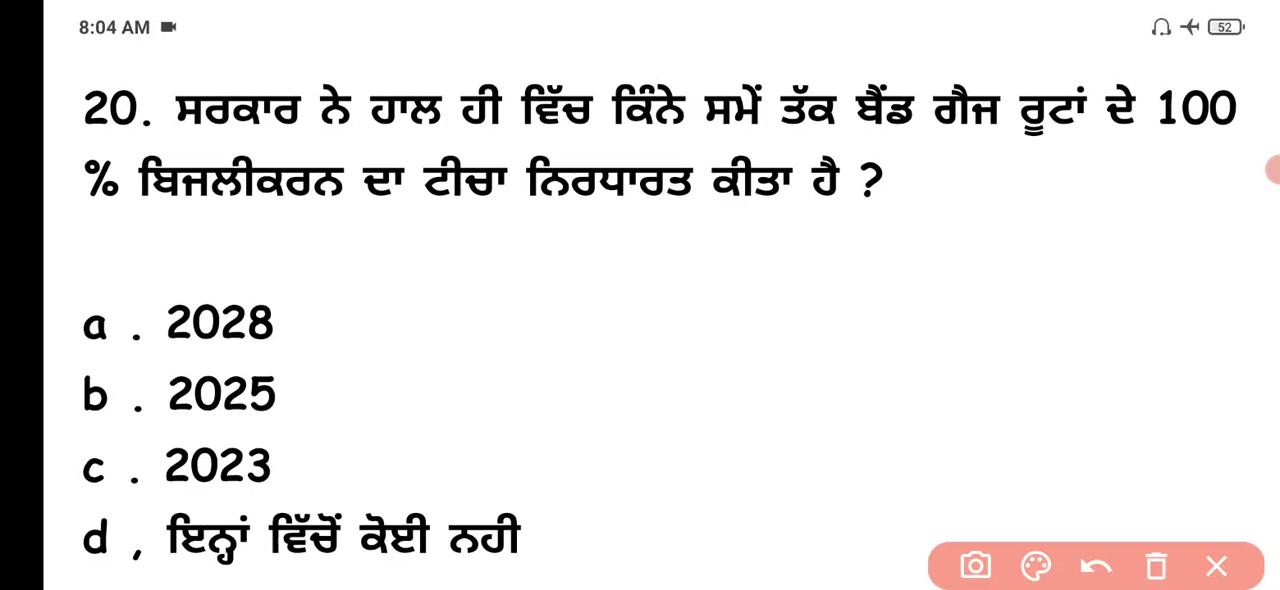 8:04 AM
52
20. ਸਰਕਾਰ ਨੇ ਹਾਲ ਹੀ ਵਿੱਚ ਕਿੰਨੇ ਸਮੇਂ ਤੱਕ ਬੈਂਡ ਗੈਜ ਰੂਟਾਂ ਦੇ 100
% ਬਿਜਲੀਕਰਨ ਦਾ ਟੀਚਾ ਨਿਰਧਾਰਤ ਕੀਤਾ ਹੈ ?
a . 2028
b . 2025
c . 2023
d , ਇਨ੍ਹਾਂ ਵਿੱਚੋਂ ਕੋਈ ਨਹੀ